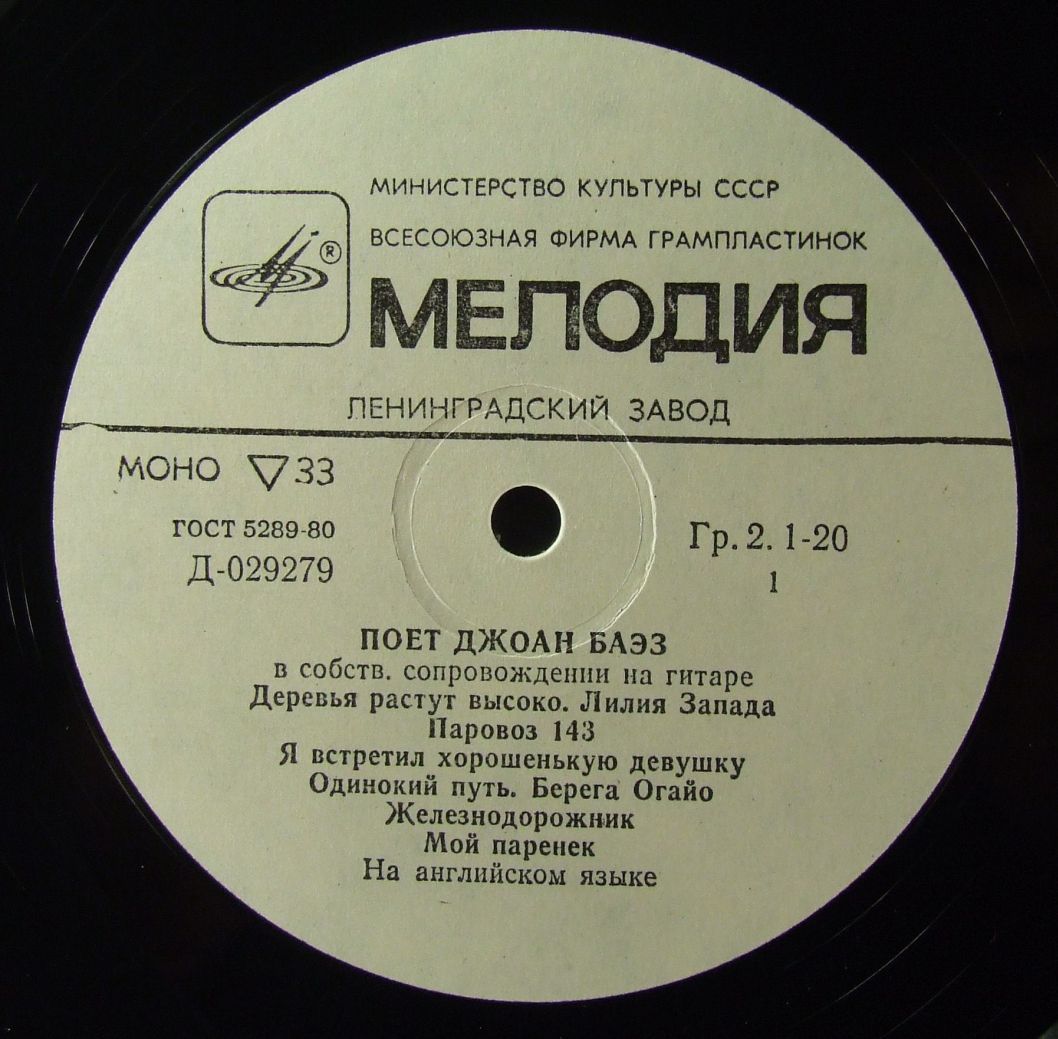 МИНИСТЕРСТВО КУЛЬТУРЫ СССР
ВСЕСОЮЗНАЯ ФИРМА ГРАМПЛАСТИНОК
®
МЕЛОДИЯ
ЛЕНИНГРАДСКИЙ ЗАВОД
МОНО ▽ 33
ГОСТ 5289-80
Гр. 2. 1-20
Д-029279
1
ПОЕТ ДЖОАН БАЭЗ
в собств. сопровождении на гитаре
Деревья растут высоко. Лилия Запада
Паровоз 143
Я встретил хорошенькую девушку
Одинокий путь. Берега Огайо
Железнодорожник
Мой паренек
На английском языке